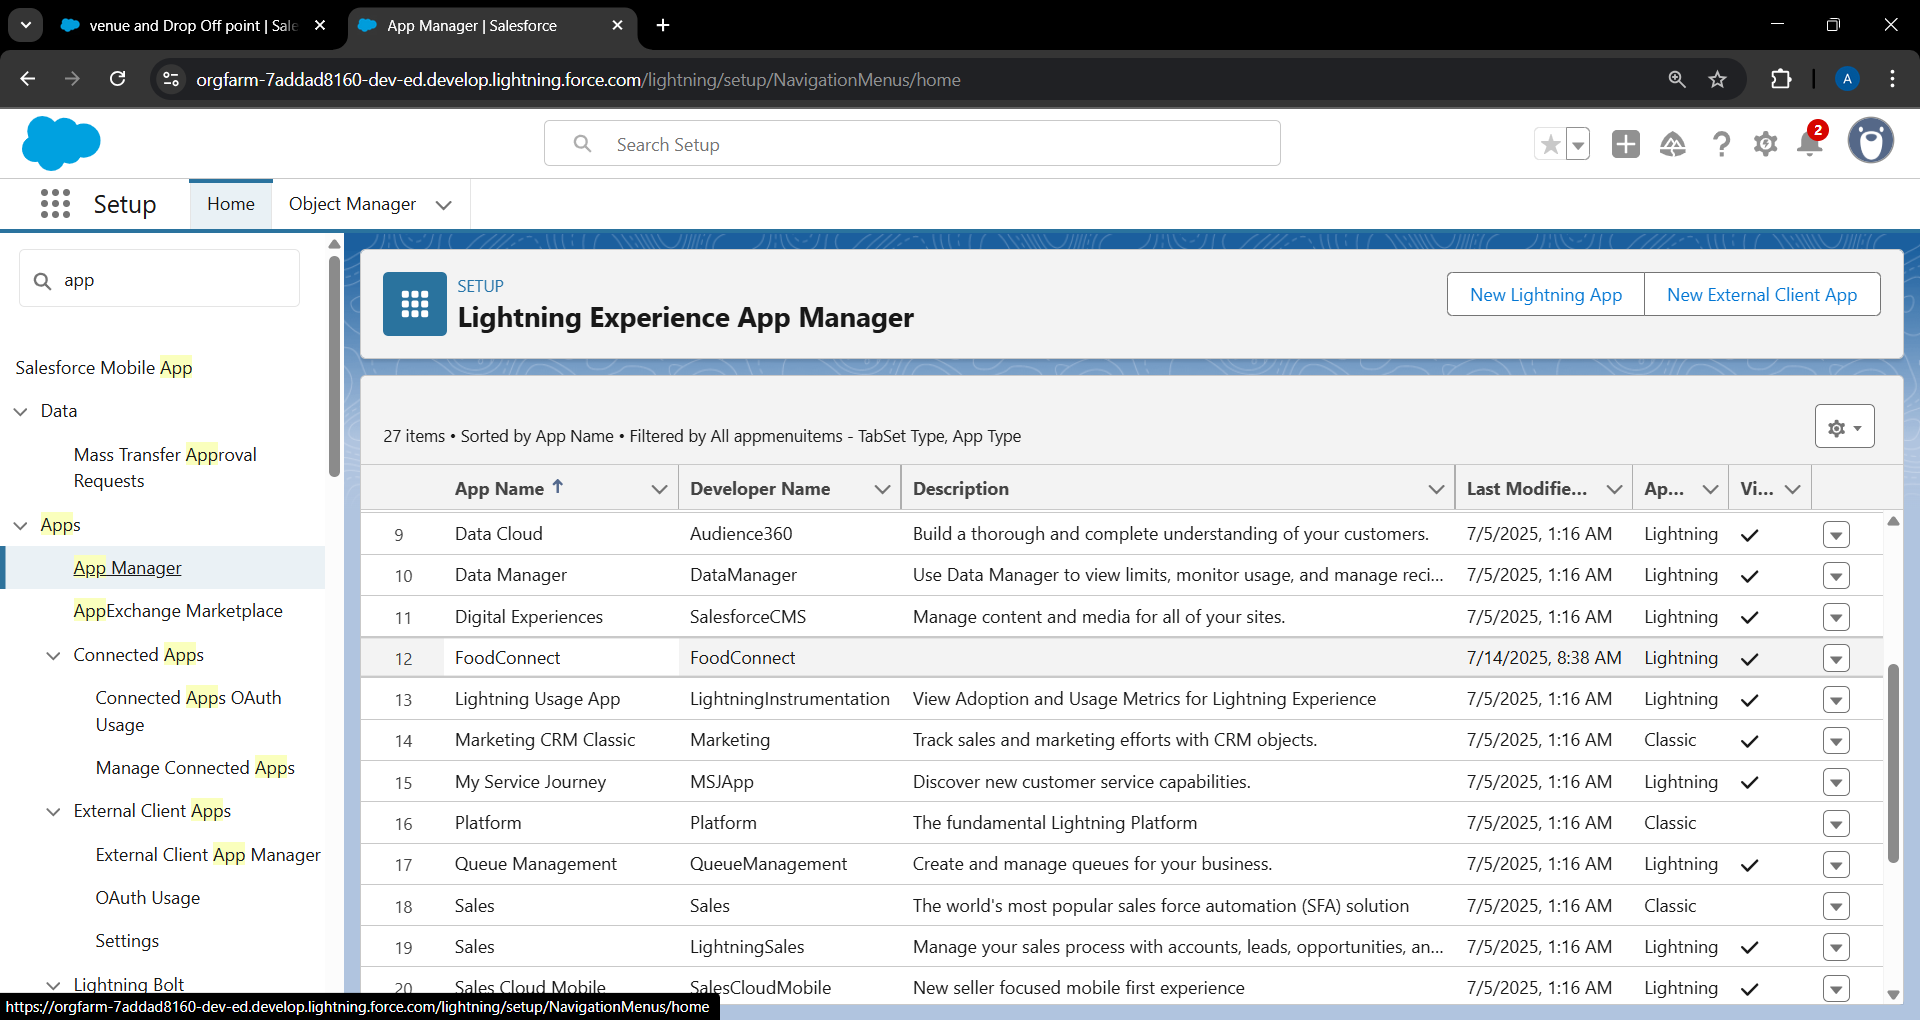 venue and Drop Off point | Sale
App Manager | Salesforce
orgfarm-7addad8160-dev-ed.develop.lightning.force.com/lightning/setup/NavigationMenus/home
A
Search Setup
2
Setup
Home
Object Manager
app
Salesforce Mobile App
Data
Mass Transfer Approval
Requests
Apps
App Manager
AppExchange Marketplace
Connected Apps
Connected Apps OAuth
Usage
Manage Connected Apps
External Client Apps
External Client App Manager
OAuth Usage
Settings
Lightning Bolt
SETUP
Lightning Experience App Manager
New Lightning App
New External Client App
27 items • Sorted by App Name • Filtered by All appmenuitems - TabSet Type, App Type
App Name Developer Name Description Last Modifie... Ap... Vi...
9 Data Cloud Audience360 Build a thorough and complete understanding of your customers. 7/5/2025, 1:16 AM Lightning
10 Data Manager DataManager Use Data Manager to view limits, monitor usage, and manage reci... 7/5/2025, 1:16 AM Lightning
11 Digital Experiences SalesforceCMS Manage content and media for all of your sites. 7/5/2025, 1:16 AM Lightning
12 FoodConnect FoodConnect 7/14/2025, 8:38 AM Lightning
13 Lightning Usage App LightningInstrumentation View Adoption and Usage Metrics for Lightning Experience 7/5/2025, 1:16 AM Lightning
14 Marketing CRM Classic Marketing Track sales and marketing efforts with CRM objects. 7/5/2025, 1:16 AM Classic
15 My Service Journey MSJApp Discover new customer service capabilities. 7/5/2025, 1:16 AM Lightning
16 Platform Platform The fundamental Lightning Platform 7/5/2025, 1:16 AM Classic
17 Queue Management QueueManagement Create and manage queues for your business. 7/5/2025, 1:16 AM Lightning
18 Sales Sales The world's most popular sales force automation (SFA) solution 7/5/2025, 1:16 AM Classic
19 Sales LightningSales Manage your sales process with accounts, leads, opportunities, an... 7/5/2025, 1:16 AM Lightning
20 Sales Cloud Mobile SalesCloudMobile New seller focused mobile first experience 7/5/2025, 1:16 AM Lightning
https://orgfarm-7addad8160-dev-ed.develop.lightning.force.com/lightning/setup/NavigationMenus/home